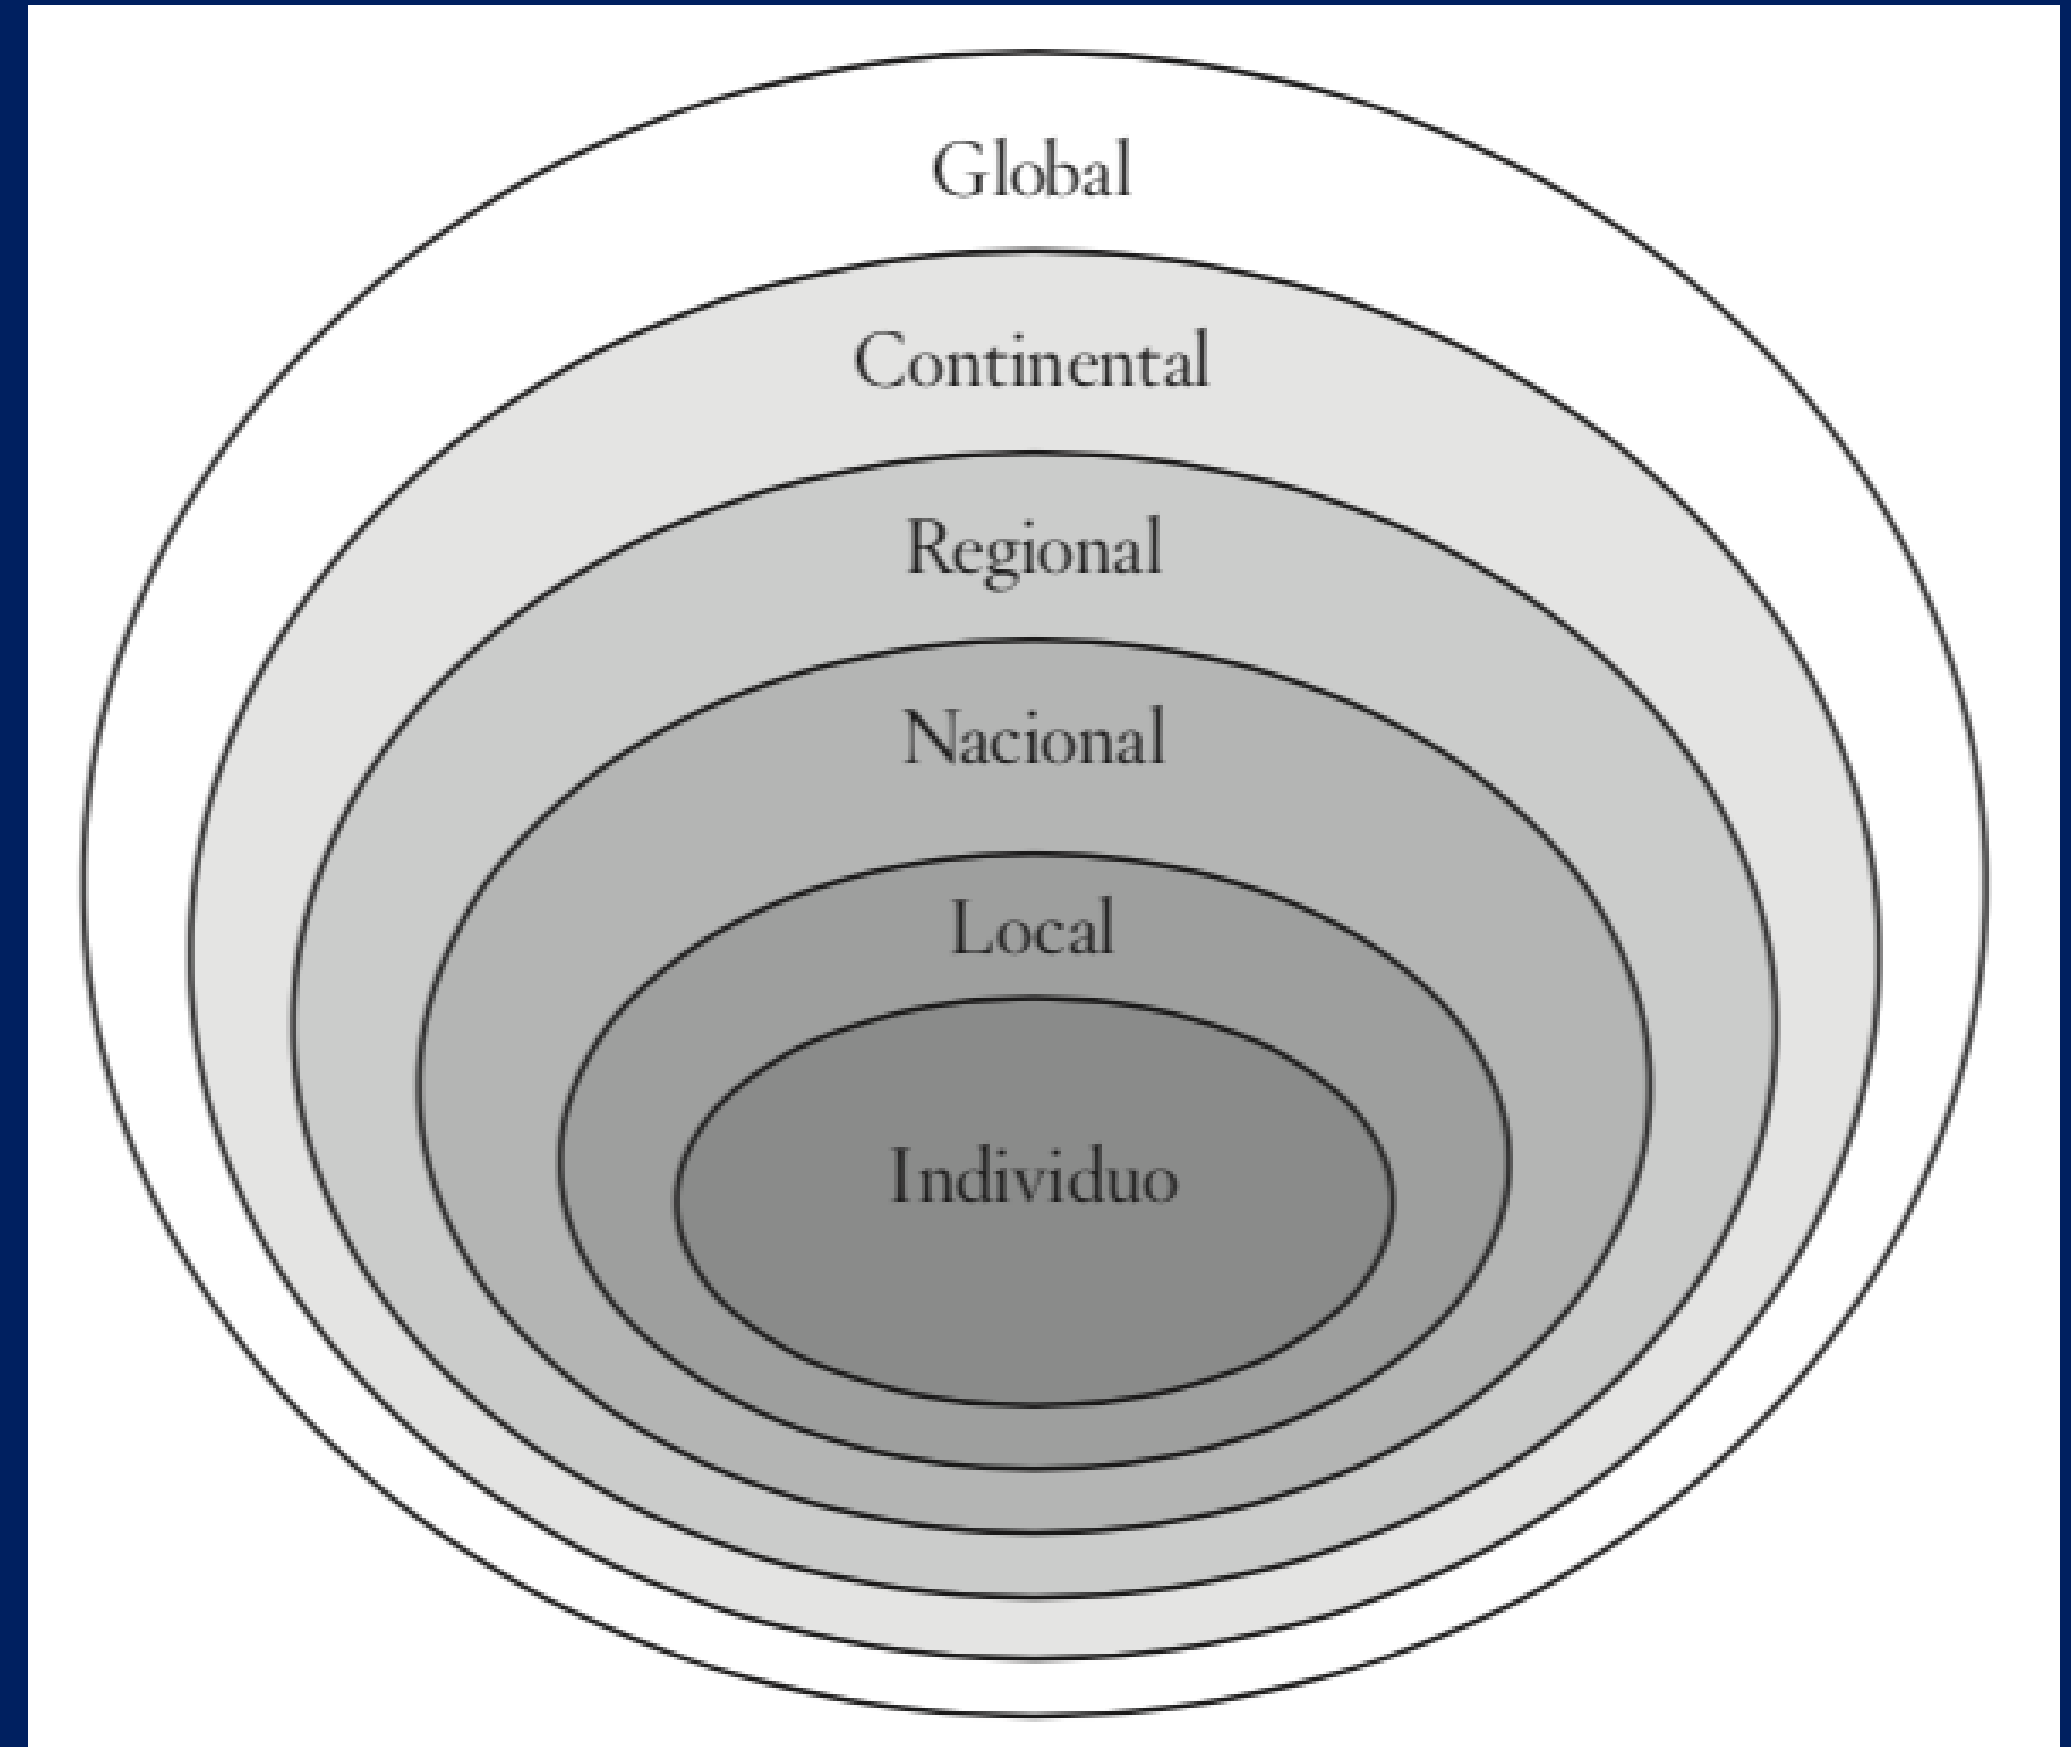 Global
Continental
Regional
Nacional
Local
Individuo